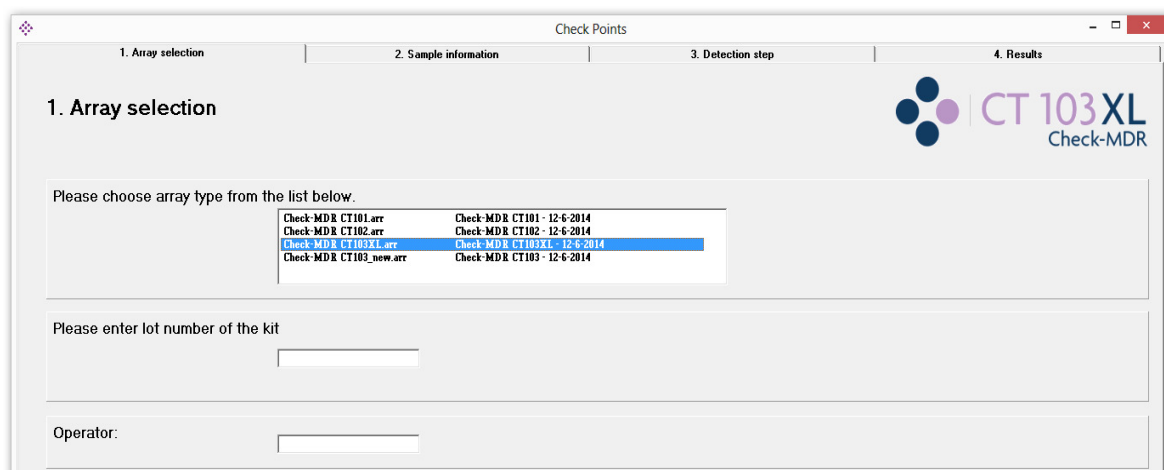 Check Points
1. Array selection 2. Sample information 3. Detection step 4. Results
1. Array selection
CT 103 XL
Check-MDR
Please choose array type from the list below.
Check-MDR CT101.arr Check-MDR CT101 - 12-6-2014
Check-MDR CT102.arr Check-MDR CT102 - 12-6-2014
Check-MDR CT103XL.arr Check-MDR CT103XL - 12-6-2014
Check-MDR CT103_new.arr Check-MDR CT103 - 12-6-2014
Please enter lot number of the kit
Operator: